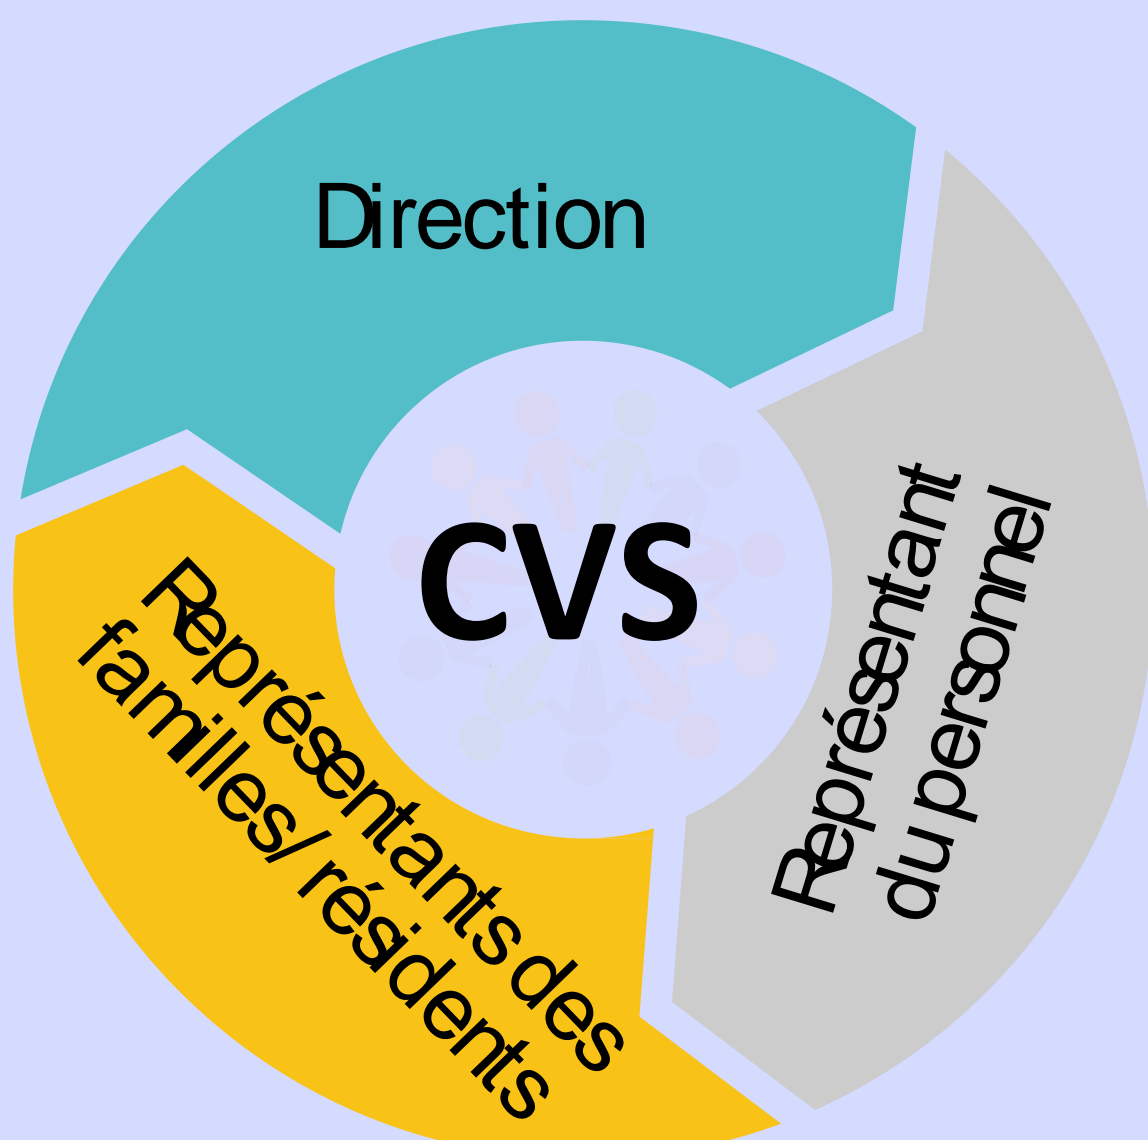 Direction
CVS
Représentant
du personnel
Représentants des
familles/ résidents